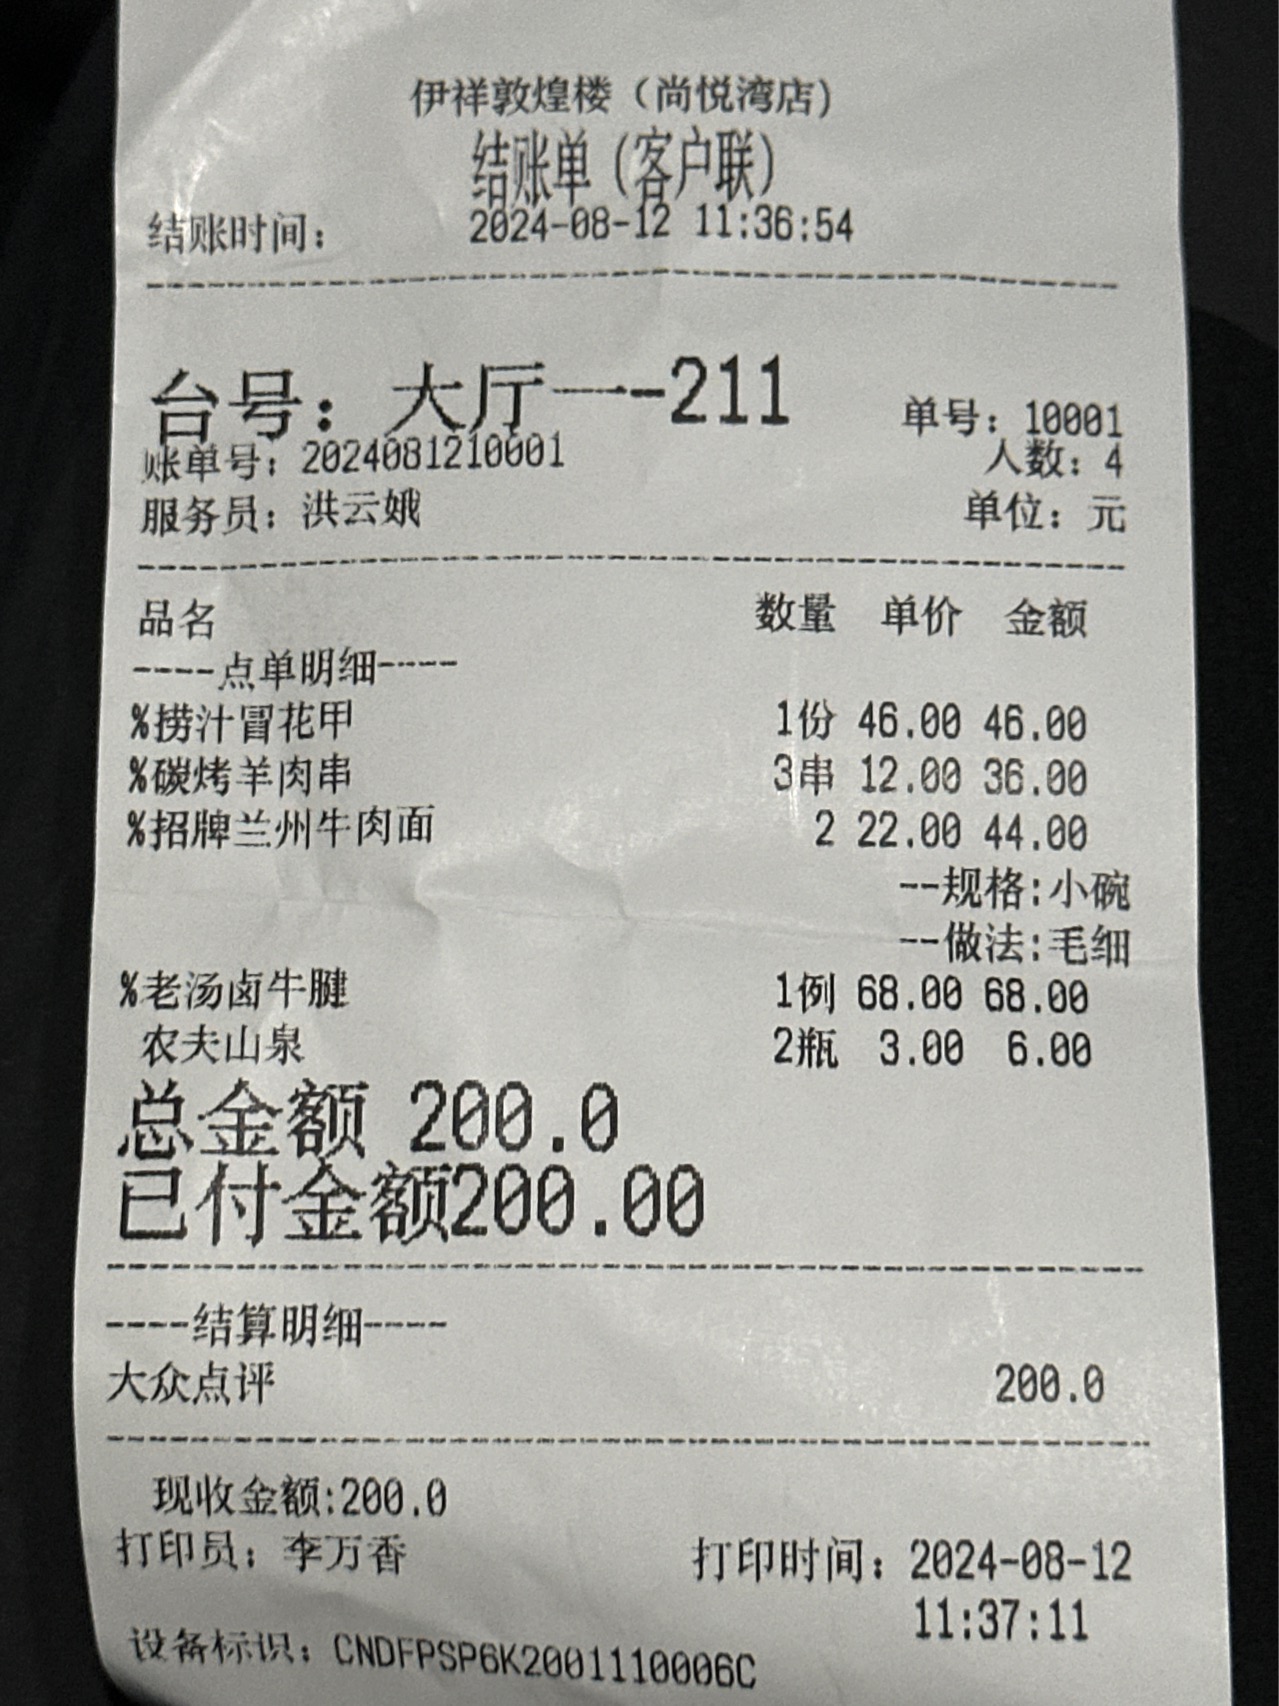 伊祥敦煌楼（尚悦湾店）
结账单（客户联）
结账时间： 2024-08-12 11:36:54
台号：大厅一-211 单号：10001
账单号：2024081210001 人数：4
服务员：洪云娥 单位：元
品名 数量 单价 金额
----点单明细----
%捞汁冒花甲 1份 46.00 46.00
%碳烤羊肉串 3串 12.00 36.00
%招牌兰州牛肉面 2 22.00 44.00
--规格:小碗
--做法:毛细
%老汤卤牛腱 1例 68.00 68.00
农夫山泉 2瓶 3.00 6.00
总金额 200.0
已付金额200.00
----结算明细----
大众点评 200.0
现收金额:200.0
打印员：李万香 打印时间：2024-08-12
11:37:11
设备标识：CNDFPSP6K2001110006C